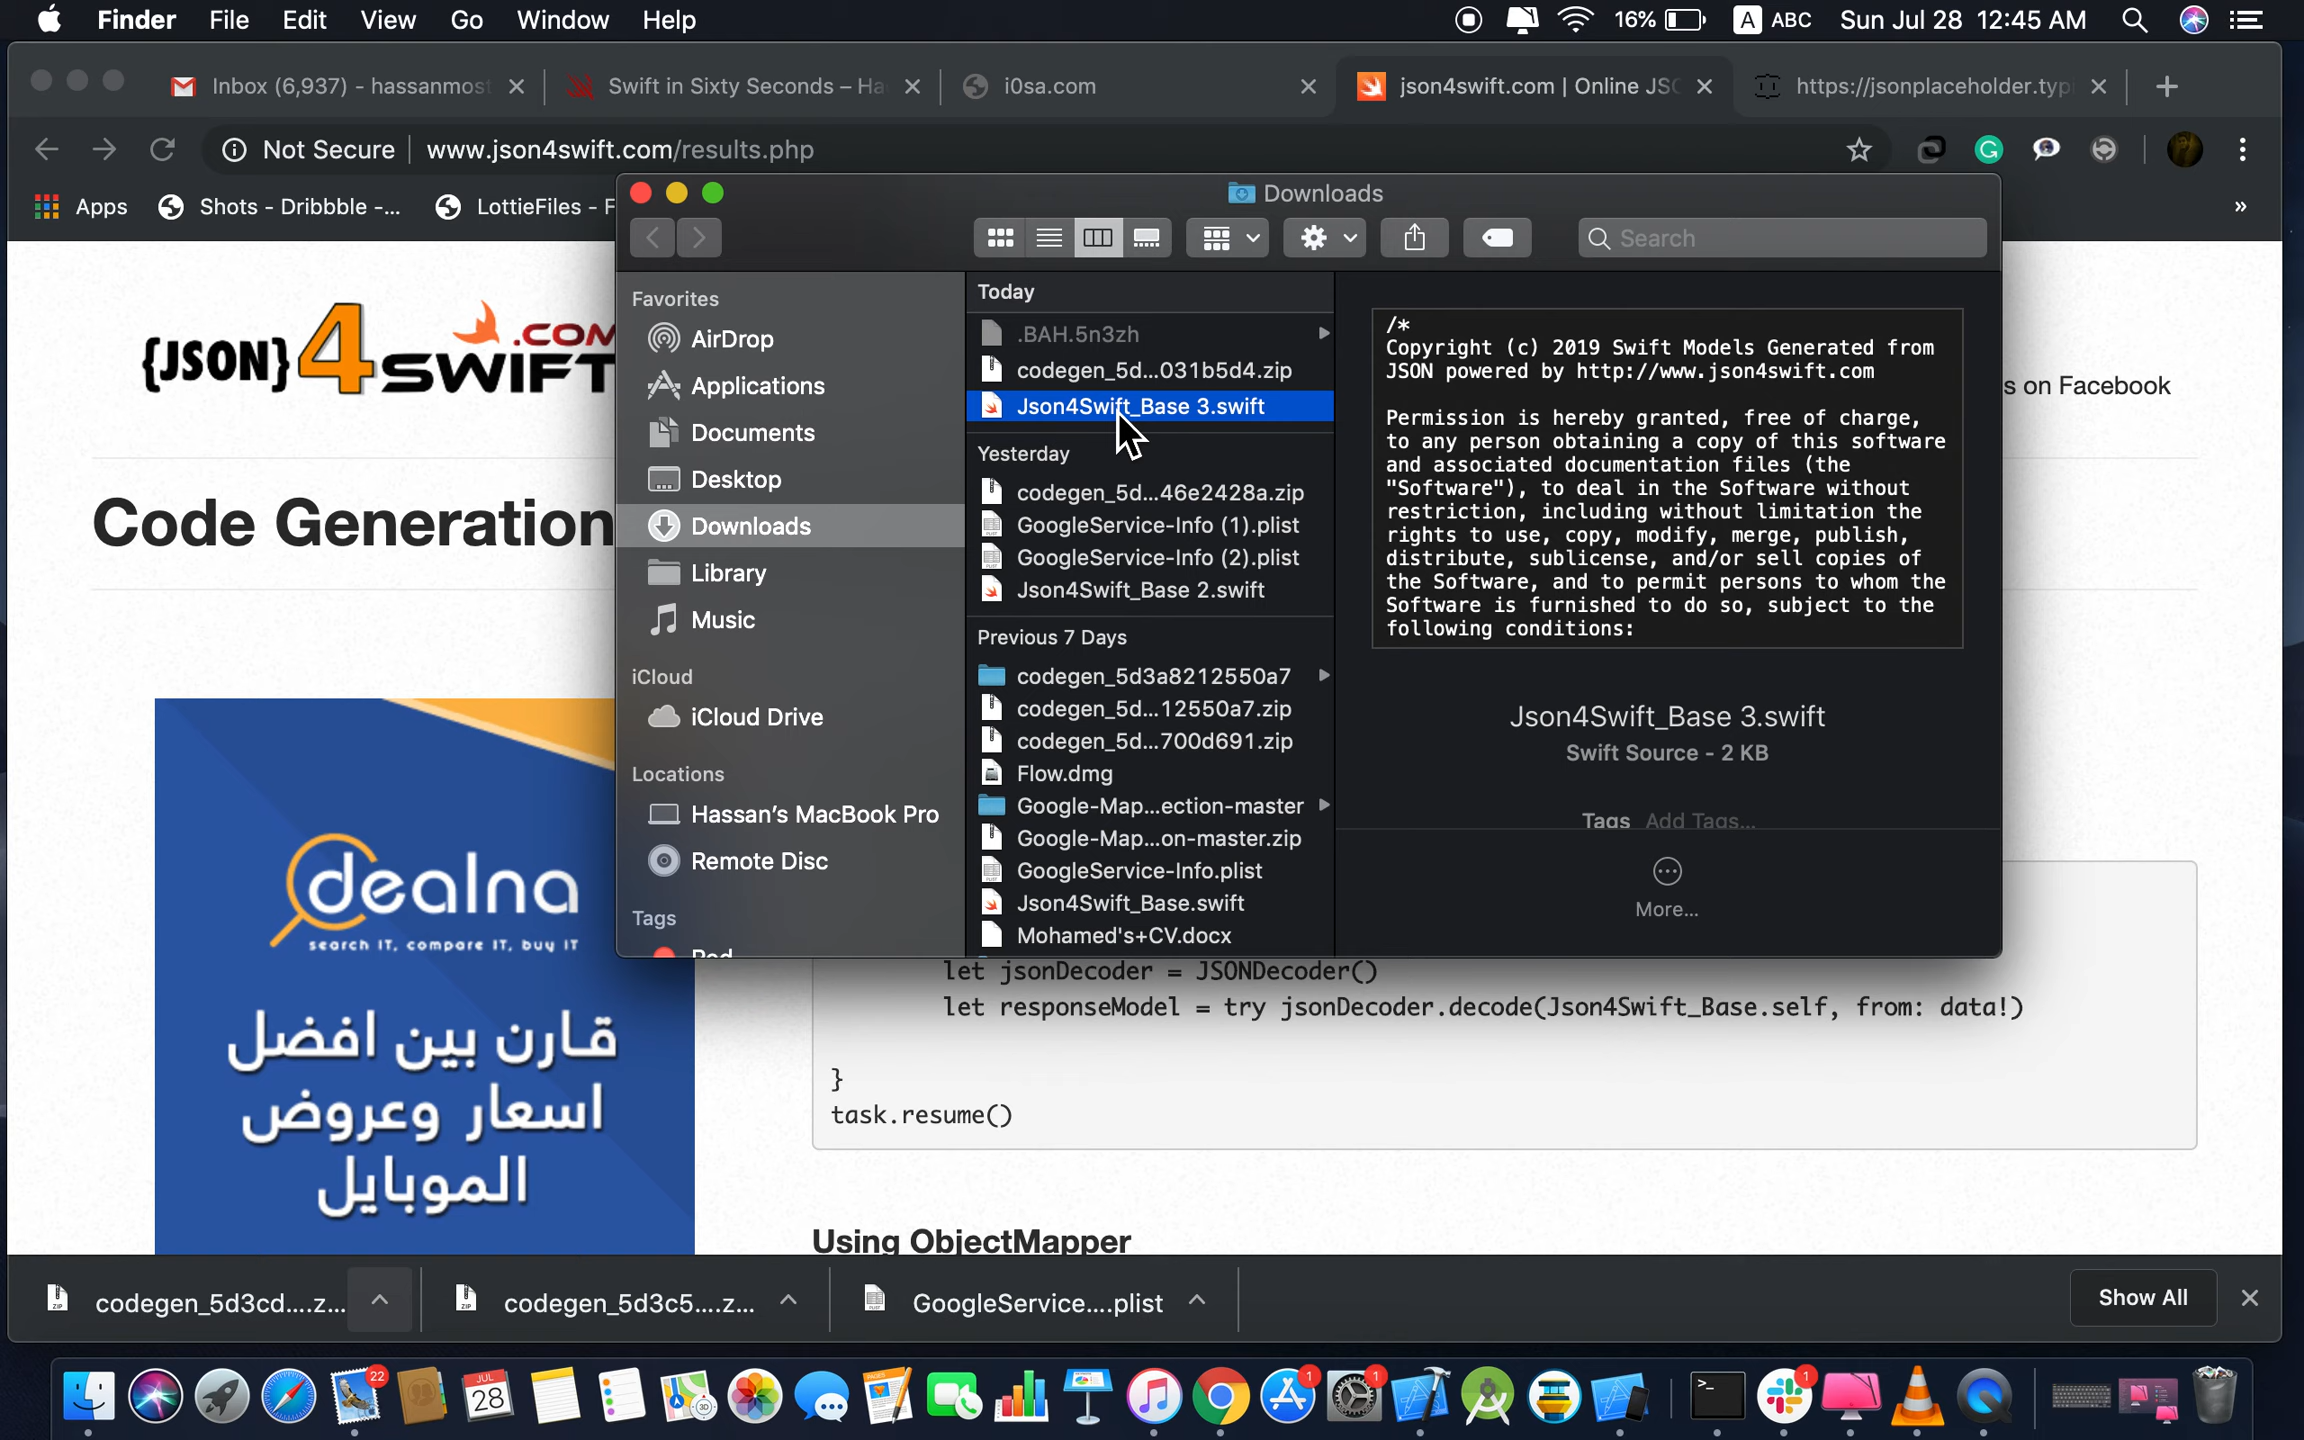 Finder File Edit View Go Window Help 16% A ABC Sun Jul 28 12:45 AM
Inbox (6,937) - hassanmost Swift in Sixty Seconds – Ha i0sa.com json4swift.com | Online JSO https://jsonplaceholder.typi
Not Secure www.json4swift.com/results.php
Apps Shots - Dribbble -... LottieFiles - F »
Downloads
Search
{JSON}4SWIFT.COM
s on Facebook
Code Generation
Favorites
AirDrop
Applications
Documents
Desktop
Downloads
Library
Music
iCloud
iCloud Drive
Locations
Hassan’s MacBook Pro
Remote Disc
Tags
Red
Today
.BAH.5n3zh
codegen_5d...031b5d4.zip
Json4Swift_Base 3.swift
Yesterday
codegen_5d...46e2428a.zip
GoogleService-Info (1).plist
GoogleService-Info (2).plist
Json4Swift_Base 2.swift
Previous 7 Days
codegen_5d3a8212550a7
codegen_5d...12550a7.zip
codegen_5d...700d691.zip
Flow.dmg
Google-Map...ection-master
Google-Map...on-master.zip
GoogleService-Info.plist
Json4Swift_Base.swift
Mohamed's+CV.docx
/*
Copyright (c) 2019 Swift Models Generated from
JSON powered by http://www.json4swift.com
Permission is hereby granted, free of charge,
to any person obtaining a copy of this software
and associated documentation files (the
"Software"), to deal in the Software without
restriction, including without limitation the
rights to use, copy, modify, merge, publish,
distribute, sublicense, and/or sell copies of
the Software, and to permit persons to whom the
Software is furnished to do so, subject to the
following conditions:
Json4Swift_Base 3.swift
Swift Source - 2 KB
Tags Add Tags...
More...
dealna
search IT, compare IT, buy IT
قارن بين افضل
اسعار وعروض
الموبايل
let jsonDecoder = JSONDecoder()
let responseModel = try jsonDecoder.decode(Json4Swift_Base.self, from: data!)
}
task.resume()
Using ObjectMapper
codegen_5d3cd....z... codegen_5d3c5....z... GoogleService....plist Show All
22 JUL 28 3D 1 1 >_ 1